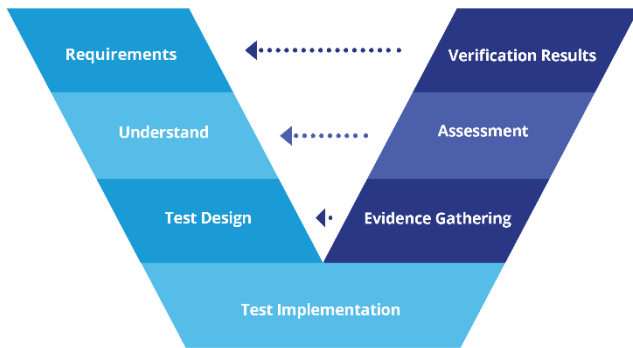 Requirements
Verification Results
Understand
Assessment
Test Design
Evidence Gathering
Test Implementation